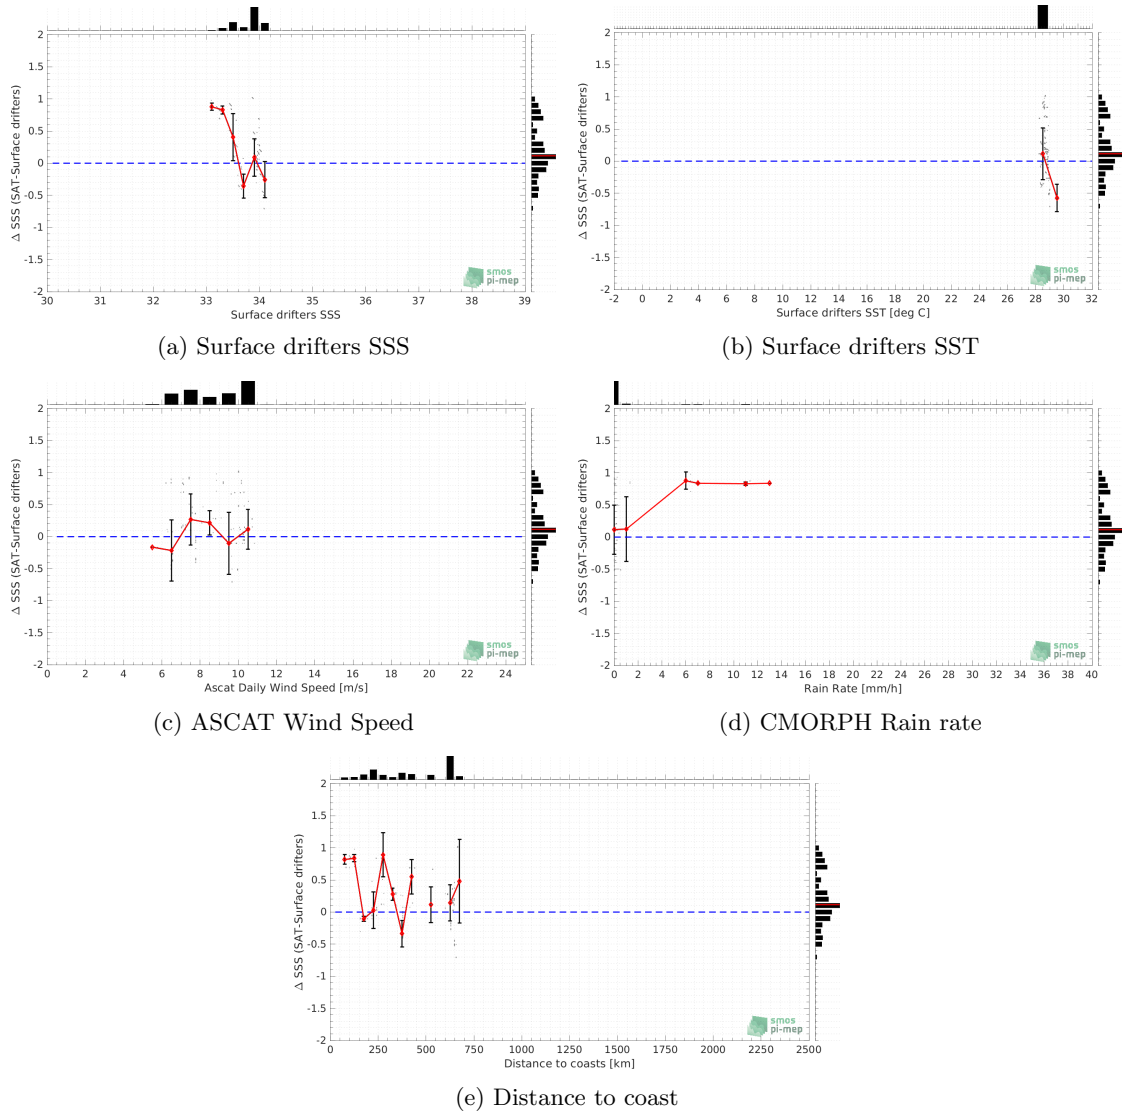 2
1.5
1
0.5
0
-0.5
-1
-1.5
-2
Δ SSS (SAT-Surface drifters)
30 31 32 33 34 35 36 37 38 39
Surface drifters SSS
smos
pi-mep
(a) Surface drifters SSS
2
1.5
1
0.5
0
-0.5
-1
-1.5
-2
Δ SSS (SAT-Surface drifters)
-2 0 2 4 6 8 10 12 14 16 18 20 22 24 26 28 30 32
Surface drifters SST [deg C]
smos
pi-mep
(b) Surface drifters SST
2
1.5
1
0.5
0
-0.5
-1
-1.5
-2
Δ SSS (SAT-Surface drifters)
0 2 4 6 8 10 12 14 16 18 20 22 24
Ascat Daily Wind Speed [m/s]
smos
pi-mep
(c) ASCAT Wind Speed
2
1.5
1
0.5
0
-0.5
-1
-1.5
-2
Δ SSS (SAT-Surface drifters)
0 2 4 6 8 10 12 14 16 18 20 22 24 26 28 30 32 34 36 38 40
Rain Rate [mm/h]
smos
pi-mep
(d) CMORPH Rain rate
2
1.5
1
0.5
0
-0.5
-1
-1.5
-2
Δ SSS (SAT-Surface drifters)
0 250 500 750 1000 1250 1500 1750 2000 2250 2500
Distance to coasts [km]
smos
pi-mep
(e) Distance to coast